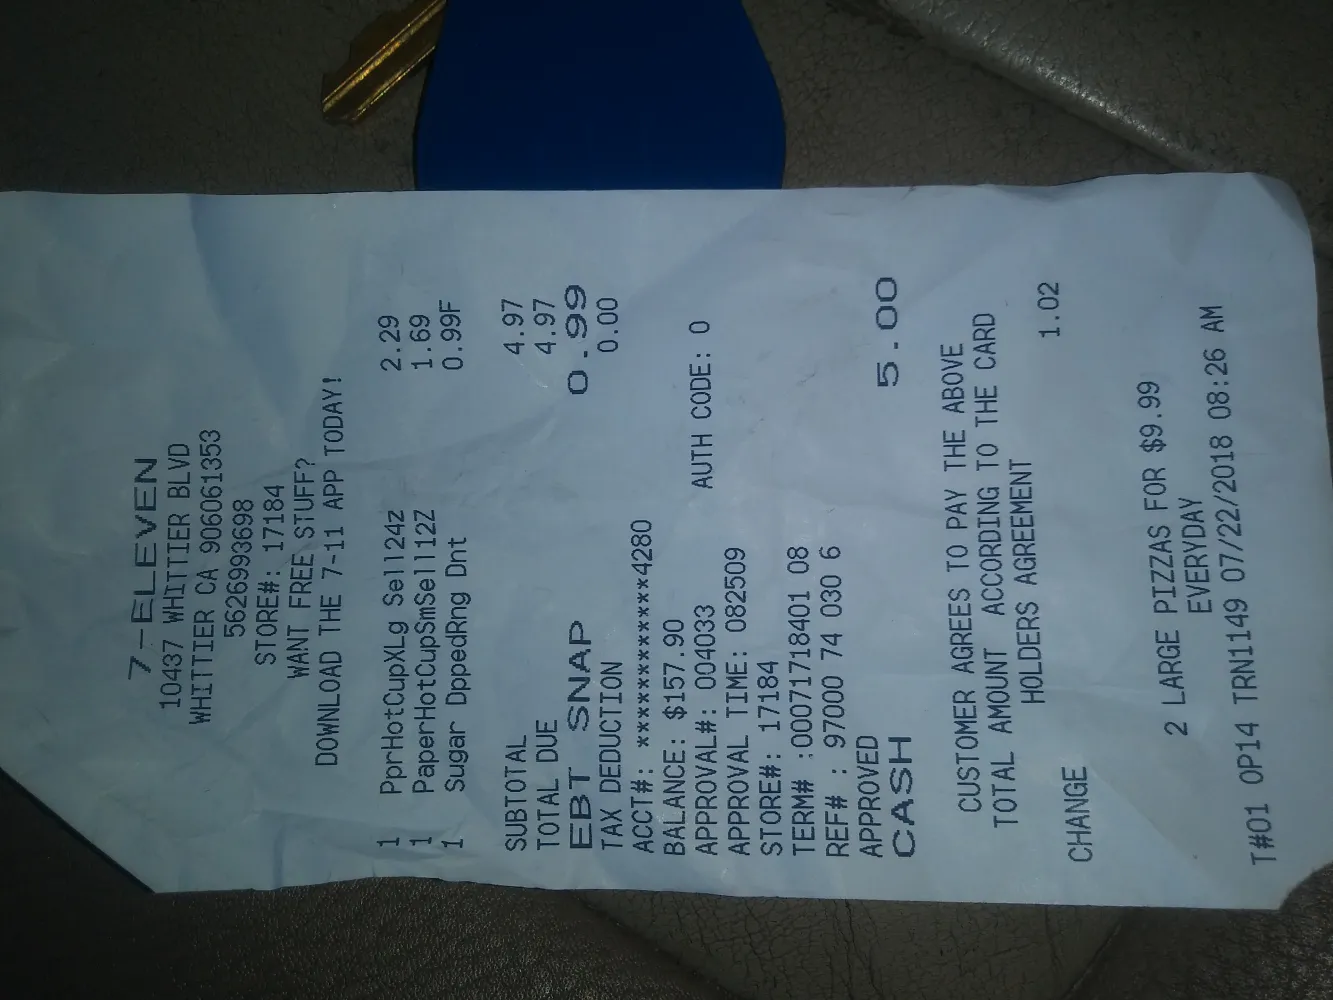 7-ELEVEN
10437 WHITTIER BLVD
WHITTIER CA 906061353
5626993698
STORE#: 17184
WANT FREE STUFF?
DOWNLOAD THE 7-11 APP TODAY!
1 PprHotCupXLg Sell24z 2.29
1 PaperHotCupSmSell12Z 1.69
1 Sugar DppedRng Dnt 0.99F
SUBTOTAL 4.97
TOTAL DUE 4.97
EBT SNAP 0.99
TAX DEDUCTION 0.00
ACCT#: ************4280
BALANCE: $157.90
APPROVAL#: 004033 AUTH CODE: 0
APPROVAL TIME: 082509
STORE#: 17184
TERM# :00071718401 08
REF# : 97000 74 030 6
APPROVED
CASH 5.00
CUSTOMER AGREES TO PAY THE ABOVE
TOTAL AMOUNT ACCORDING TO THE CARD
HOLDERS AGREEMENT
CHANGE 1.02
2 LARGE PIZZAS FOR $9.99
EVERYDAY
T#01 OP14 TRN1149 07/22/2018 08:26 AM